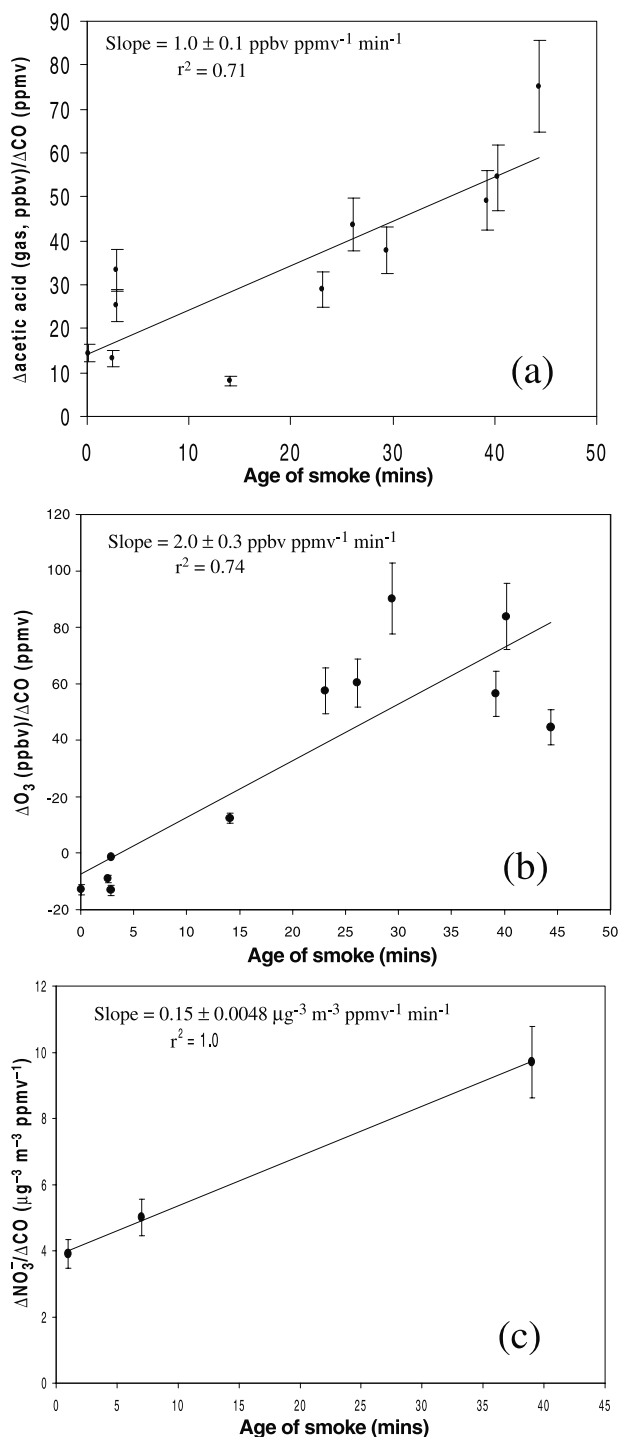 Slope = 1.0 ± 0.1 ppbv ppmv⁻¹ min⁻¹
r² = 0.71
Δacetic acid (gas, ppbv)/ΔCO (ppmv)
90
80
70
60
50
40
30
20
10
0
(a)
0 10 20 30 40 50
Age of smoke (mins)
Slope = 2.0 ± 0.3 ppbv ppmv⁻¹ min⁻¹
r² = 0.74
ΔO₃ (ppbv)/ΔCO (ppmv)
120
100
80
60
40
-20
0
-20
(b)
0 5 10 15 20 25 30 35 40 45 50
Age of smoke (mins)
Slope = 0.15 ± 0.0048 μg⁻³ m⁻³ ppmv⁻¹ min⁻¹
r² = 1.0
ΔNO₃⁻/ΔCO (μg⁻³ m⁻³ ppmv⁻¹)
12
10
8
6
4
2
0
(c)
0 5 10 15 20 25 30 35 40 45
Age of smoke (mins)